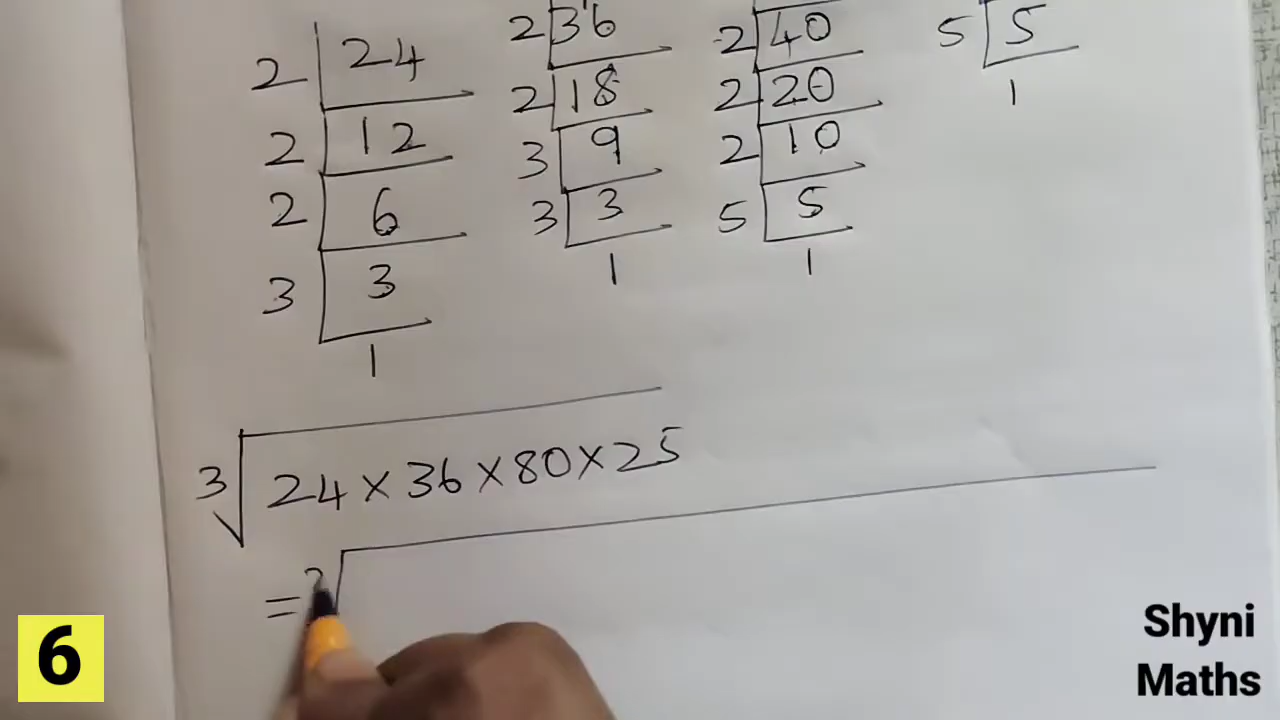 2 | 24
2 | 12
2 | 6
3 | 3
1
2 | 36
2 | 18
3 | 9
3 | 3
1
2 | 40
2 | 20
2 | 10
5 | 5
1
5 | 5
1
3√24×36×80×25
= 3√
6
Shyni
Maths